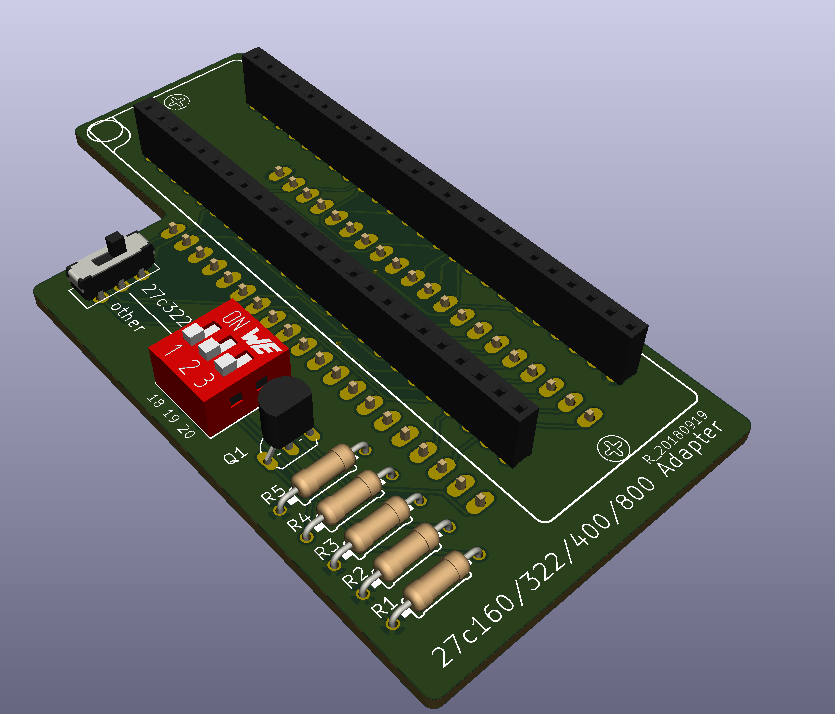 27c322
other
ON WE
1 2 3
18 19 20
Q1
R5
R4
R3
R2
R1
R_20180919
27c160/322/400/800 Adapter